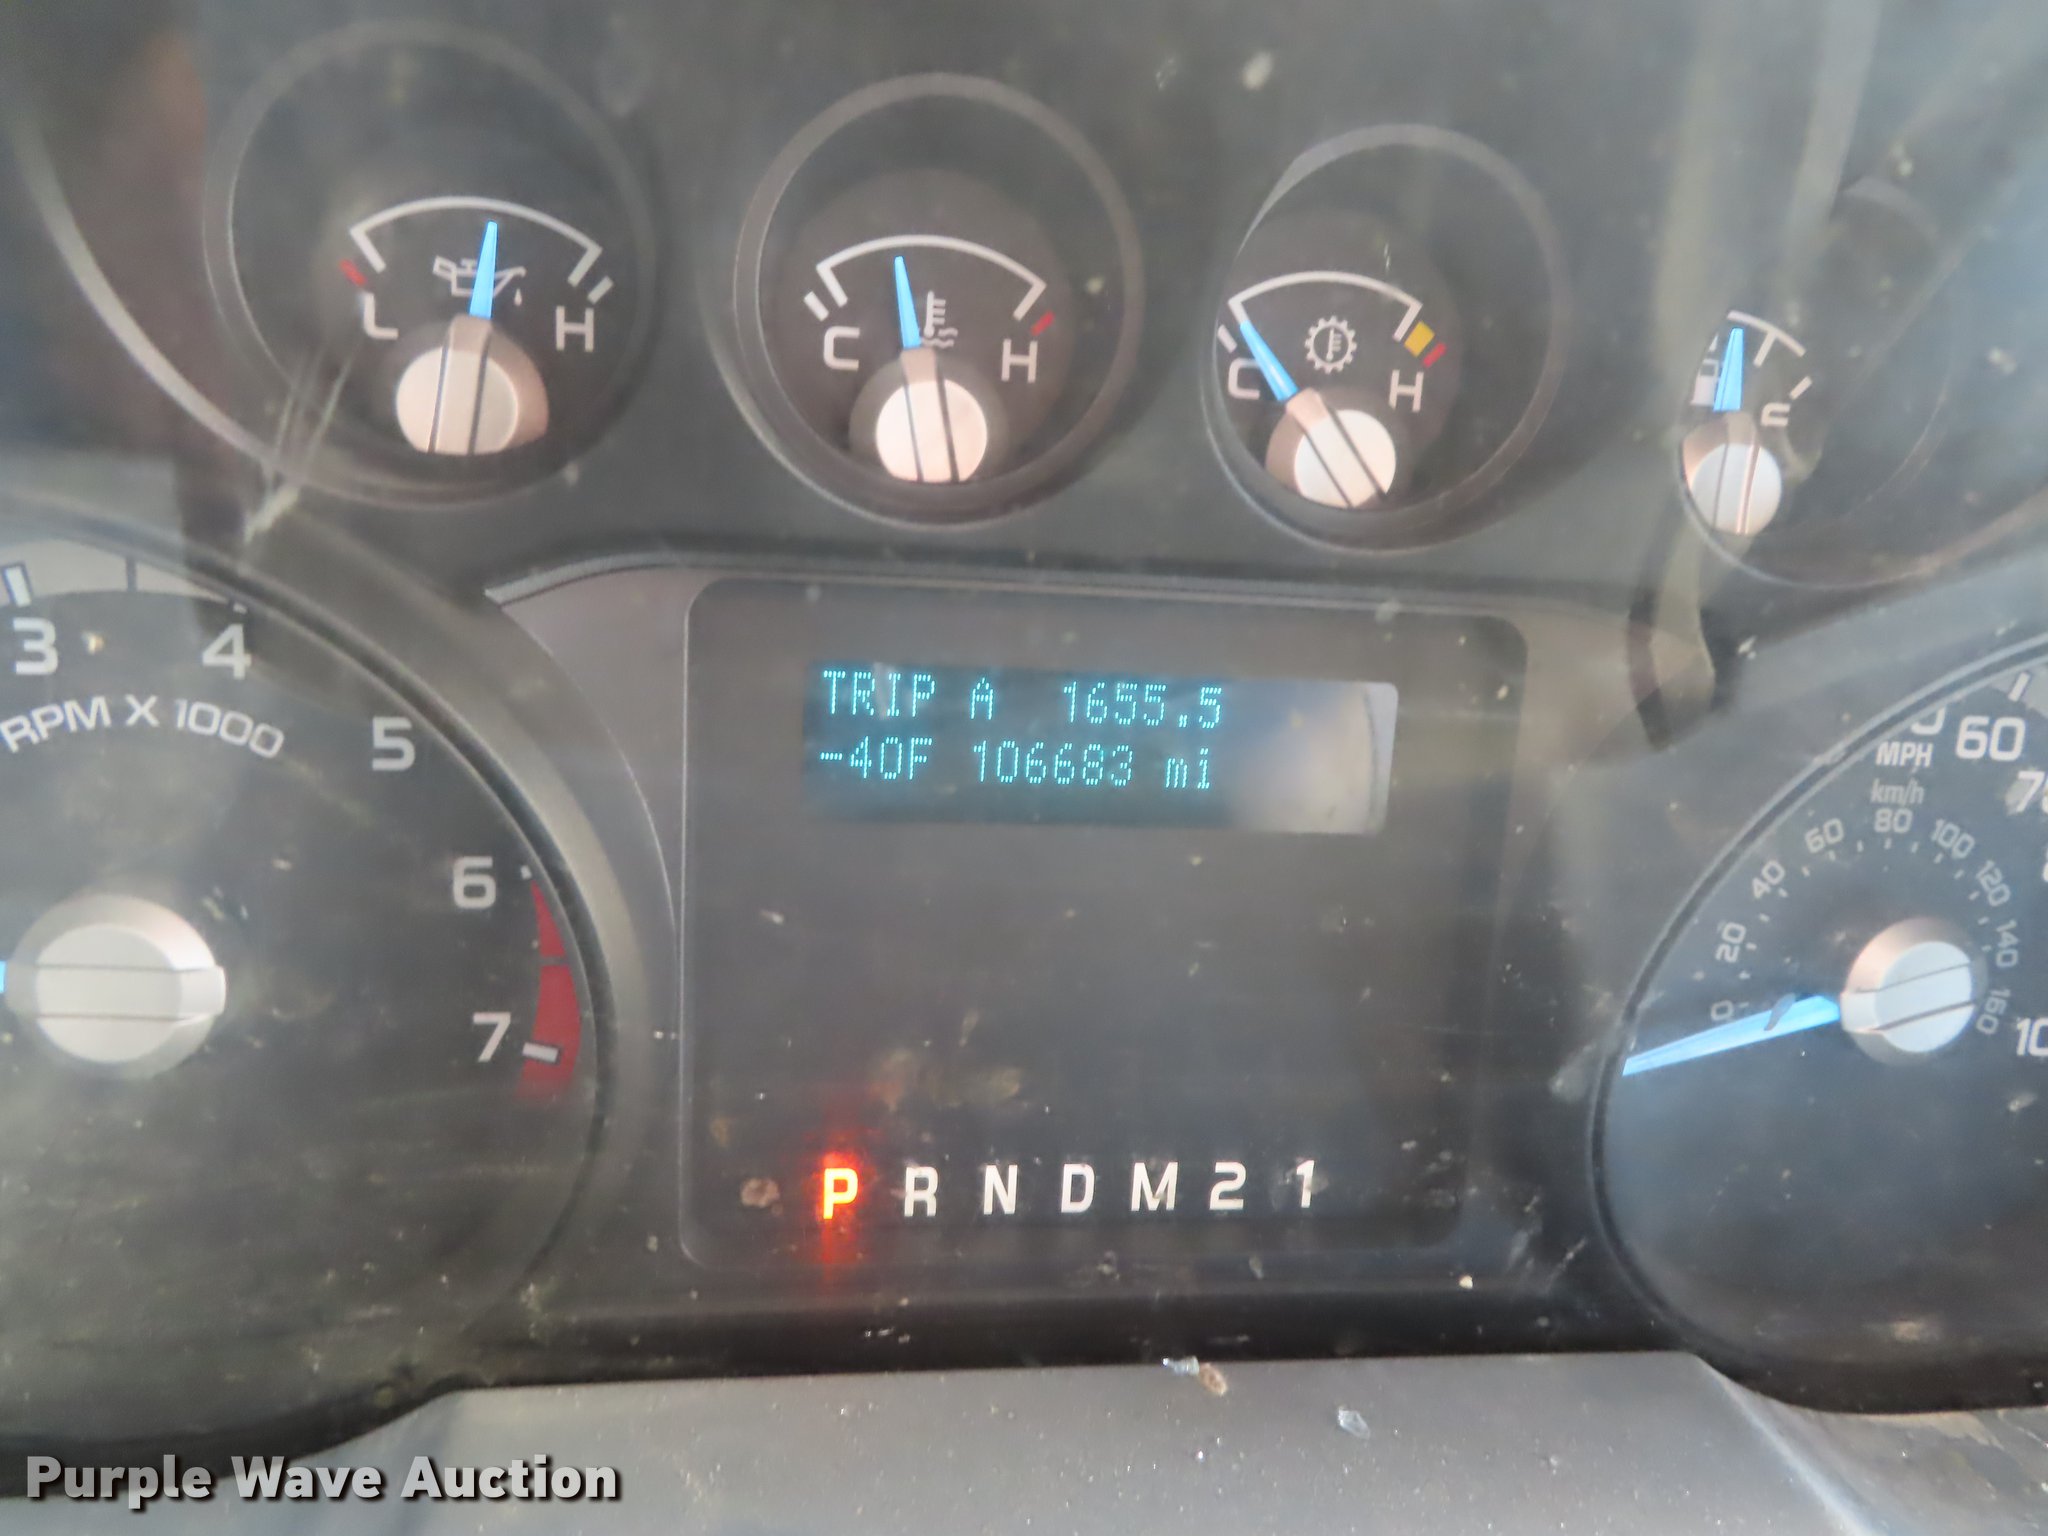 L H
C H
C H
F
3 4 5 6 7
RPM X 1000
TRIP A 1655.5
-40F 106683 mi
60
MPH
km/h
0 20 40 60 80 100 120 140 160
P R N D M 2 1
Purple Wave Auction